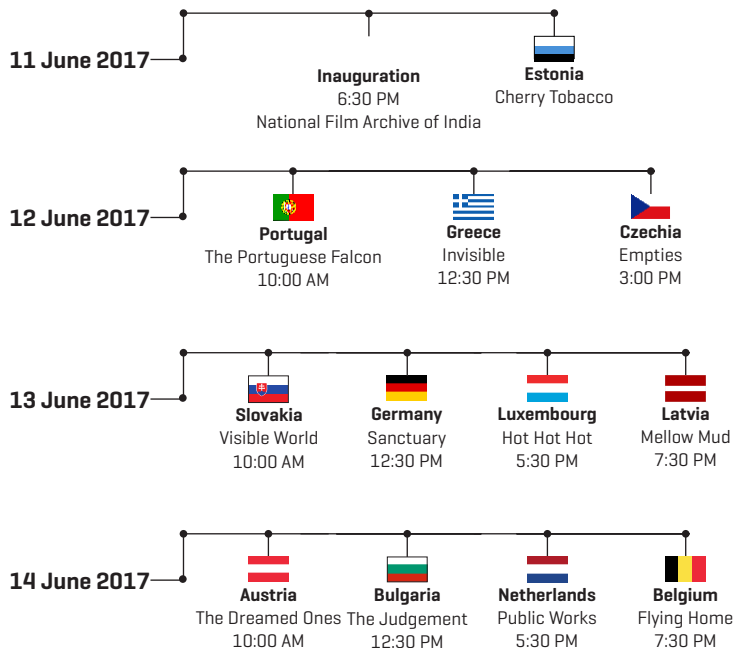 11 June 2017
Inauguration
6:30 PM
National Film Archive of India
Estonia
Cherry Tobacco
12 June 2017
Portugal
The Portuguese Falcon
10:00 AM
Greece
Invisible
12:30 PM
Czechia
Empties
3:00 PM
13 June 2017
Slovakia
Visible World
10:00 AM
Germany
Sanctuary
12:30 PM
Luxembourg
Hot Hot Hot
5:30 PM
Latvia
Mellow Mud
7:30 PM
14 June 2017
Austria
The Dreamed Ones
10:00 AM
Bulgaria
The Judgement
12:30 PM
Netherlands
Public Works
5:30 PM
Belgium
Flying Home
7:30 PM